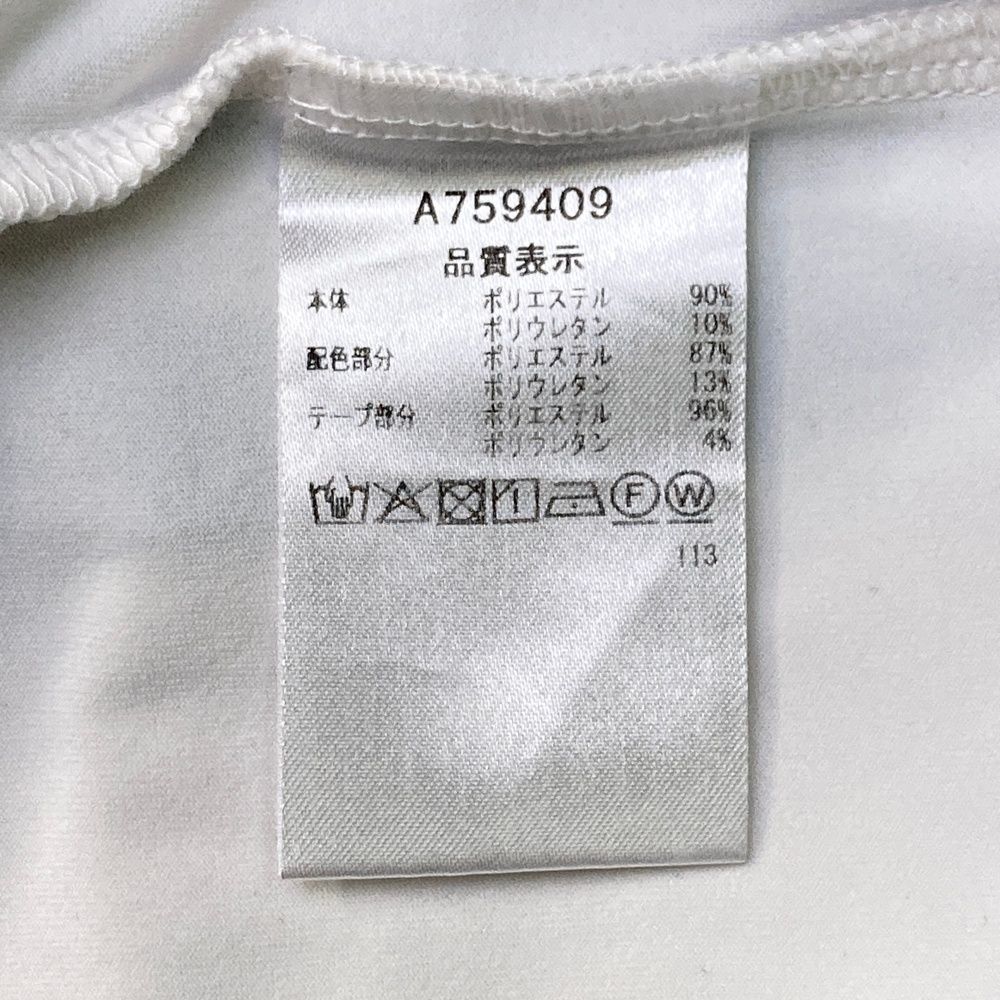 A759409
品質表示
本体 ポリエステル 90%
ポリウレタン 10%
配色部分 ポリエステル 87%
ポリウレタン 13%
テープ部分 ポリエステル 96%
ポリウレタン 4%
F W
113